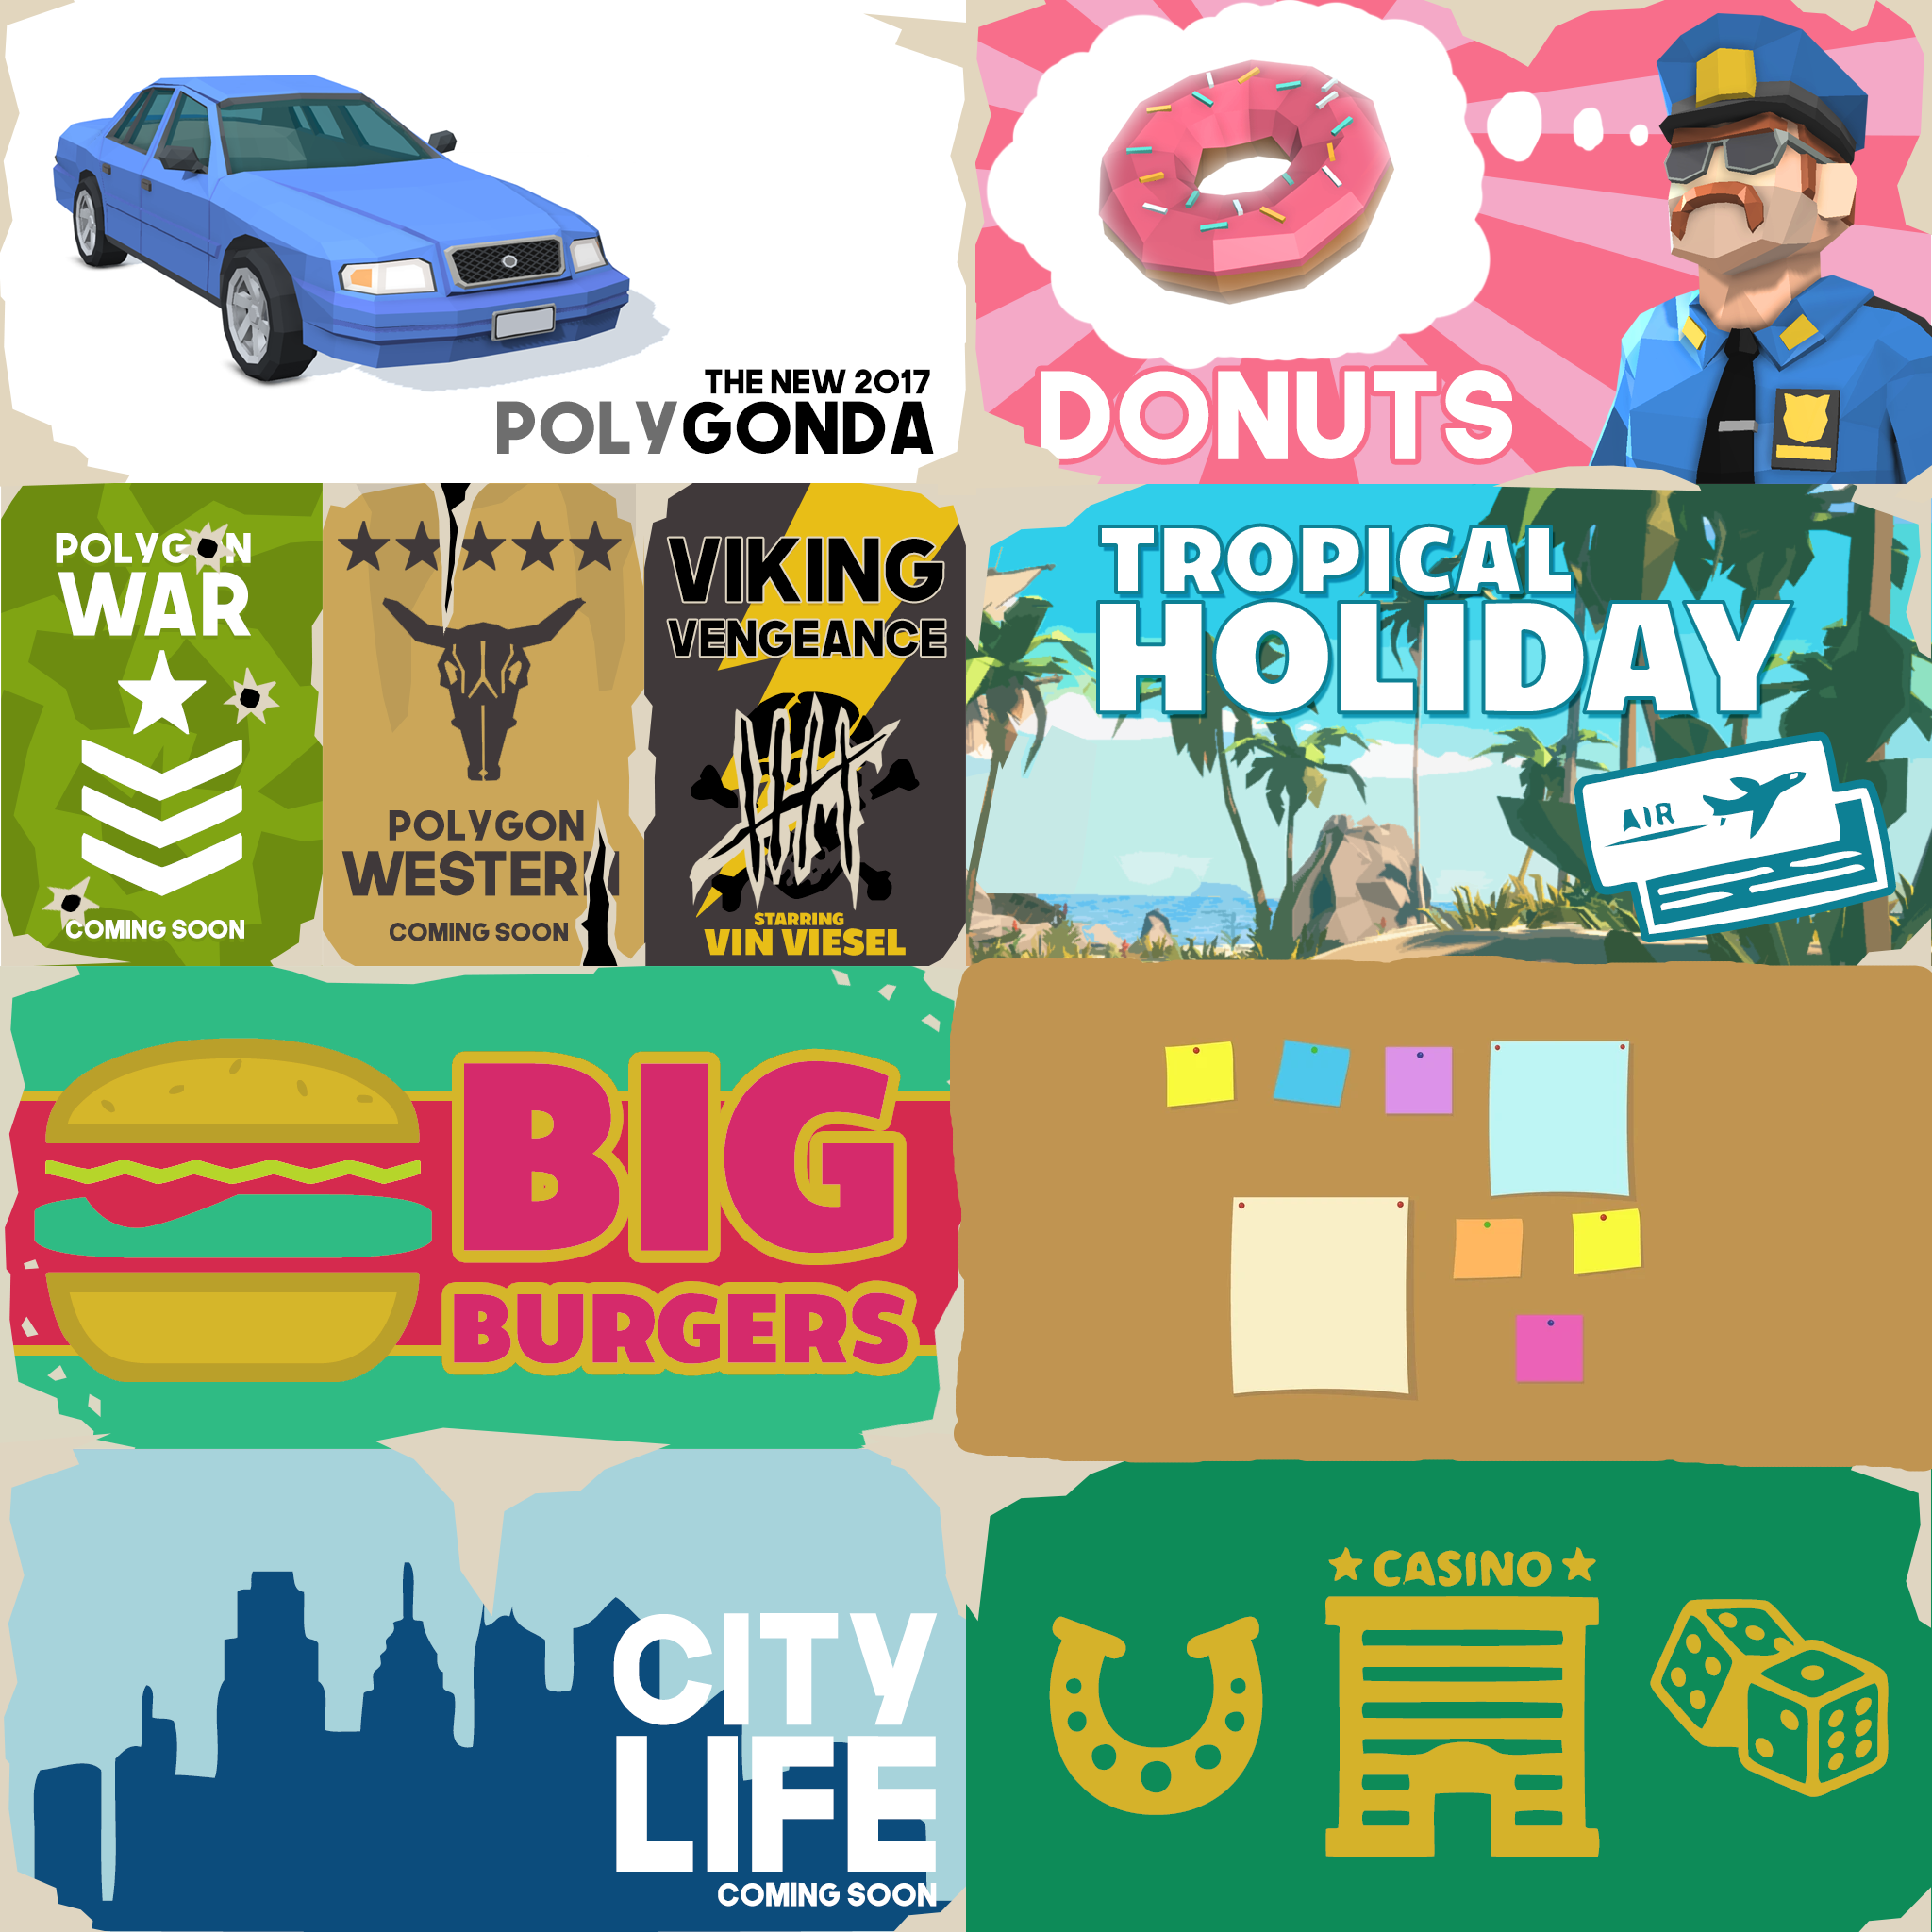 THE NEW 2017
POLYGONDA
DONUTS
POLYGON
WAR
COMING SOON
POLYGON
WESTERN
COMING SOON
VIKING
VENGEANCE
STARRING
VIN VIESEL
TROPICAL
HOLIDAY
AIR
BIG
BURGERS
CITY
LIFE
COMING SOON
CASINO